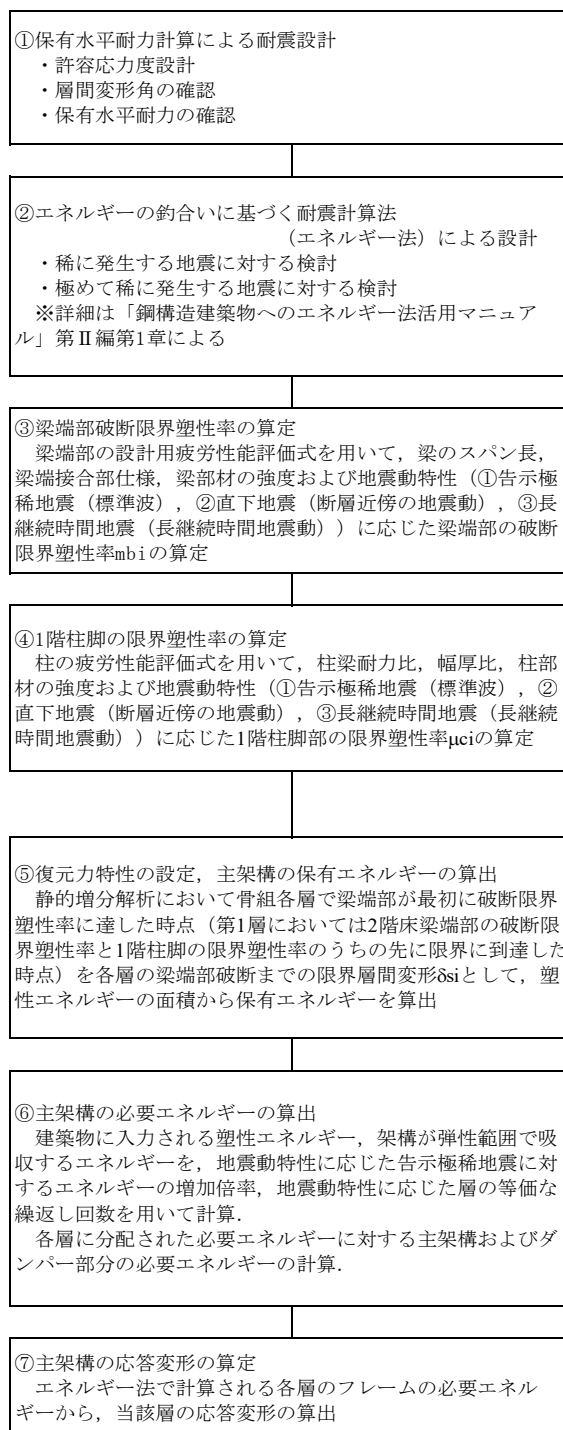 ①保有水平耐力計算による耐震設計
・許容応力度設計
・層間変形角の確認
・保有水平耐力の確認
②エネルギーの釣合いに基づく耐震計算法
(エネルギー法）による設計
・稀に発生する地震に対する検討
・極めて稀に発生する地震に対する検討
※詳細は「鋼構造建築物へのエネルギー法活用マニュア
ル」第Ⅱ編第1章による
③梁端部破断限界塑性率の算定
梁端部の設計用疲労性能評価式を用いて，梁のスパン長，
梁端接合部仕様，梁部材の強度および地震動特性（①告示極
稀地震（標準波），②直下地震（断層近傍の地震動），③長
継続時間地震（長継続時間地震動））に応じた梁端部の破断
限界塑性率mbiの算定
④1階柱脚の限界塑性率の算定
柱の疲労性能評価式を用いて，柱梁耐力比，幅厚比，柱部
材の強度および地震動特性（①告示極稀地震（標準波），②
直下地震（断層近傍の地震動），③長継続時間地震（長継続
時間地震動））に応じた1階柱脚部の限界塑性率μciの算定
⑤復元力特性の設定，主架構の保有エネルギーの算出
静的増分解析において骨組各層で梁端部が最初に破断限界
塑性率に達した時点（第1層においては2階床梁端部の破断限
界塑性率と1階柱脚の限界塑性率のうちの先に限界に到達した
時点）を各層の梁端部破断までの限界層間変形δsiとして，塑
性エネルギーの面積から保有エネルギーを算出
⑥主架構の必要エネルギーの算出
建築物に入力される塑性エネルギー，架構が弾性範囲で吸
収するエネルギーを，地震動特性に応じた告示極稀地震に対
するエネルギーの増加倍率，地震動特性に応じた層の等価な
繰返し回数を用いて計算．
各層に分配された必要エネルギーに対する主架構およびダ
ンパー部分の必要エネルギーの計算．
⑦主架構の応答変形の算定
エネルギー法で計算される各層のフレームの必要エネル
ギーから，当該層の応答変形の算出